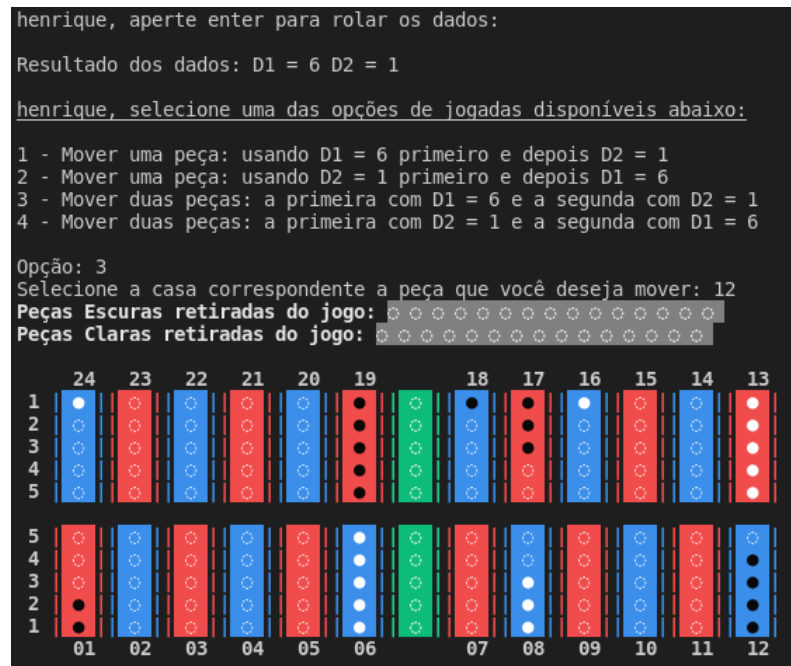 henrique, aperte enter para rolar os dados:
Resultado dos dados: D1 = 6 D2 = 1
henrique, selecione uma das opções de jogadas disponíveis abaixo:
1 - Mover uma peça: usando D1 = 6 primeiro e depois D2 = 1
2 - Mover uma peça: usando D2 = 1 primeiro e depois D1 = 6
3 - Mover duas peças: a primeira com D1 = 6 e a segunda com D2 = 1
4 - Mover duas peças: a primeira com D2 = 1 e a segunda com D1 = 6
Opção: 3
Selecione a casa correspondente a peça que você deseja mover: 12
Peças Escuras retiradas do jogo:
Peças Claras retiradas do jogo:
24 23 22 21 20 19 18 17 16 15 14 13
1
2
3
4
5
5
4
3
2
1
01 02 03 04 05 06 07 08 09 10 11 12